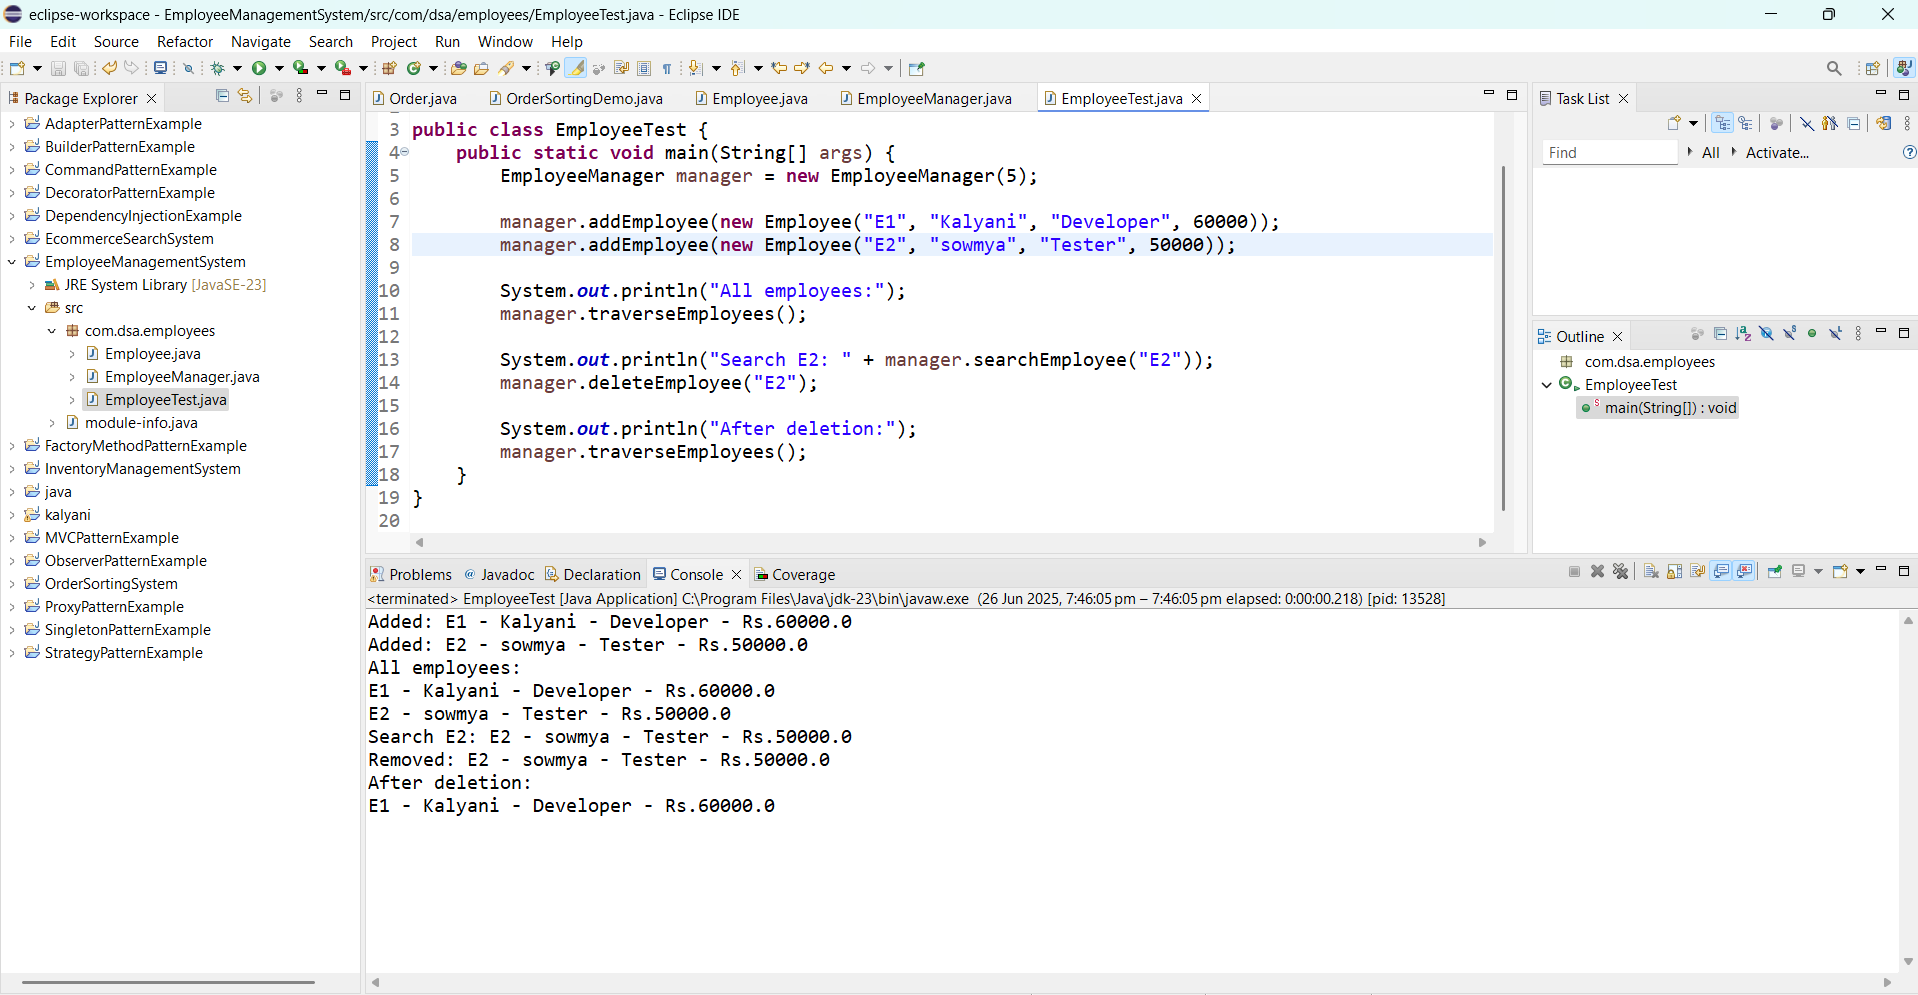 eclipse-workspace - EmployeeManagementSystem/src/com/dsa/employees/EmployeeTest.java - Eclipse IDE
File Edit Source Refactor Navigate Search Project Run Window Help
Package Explorer
AdapterPatternExample
BuilderPatternExample
CommandPatternExample
DecoratorPatternExample
DependencyInjectionExample
EcommerceSearchSystem
EmployeeManagementSystem
JRE System Library [JavaSE-23]
src
com.dsa.employees
Employee.java
EmployeeManager.java
EmployeeTest.java
module-info.java
FactoryMethodPatternExample
InventoryManagementSystem
java
kalyani
MVCPatternExample
ObserverPatternExample
OrderSortingSystem
ProxyPatternExample
SingletonPatternExample
StrategyPatternExample
Order.java OrderSortingDemo.java Employee.java EmployeeManager.java EmployeeTest.java
3 public class EmployeeTest {
4 public static void main(String[] args) {
5 EmployeeManager manager = new EmployeeManager(5);
6
7 manager.addEmployee(new Employee("E1", "Kalyani", "Developer", 60000));
8 manager.addEmployee(new Employee("E2", "sowmya", "Tester", 50000));
9
10 System.out.println("All employees:");
11 manager.traverseEmployees();
12
13 System.out.println("Search E2: " + manager.searchEmployee("E2"));
14 manager.deleteEmployee("E2");
15
16 System.out.println("After deletion:");
17 manager.traverseEmployees();
18 }
19 }
20
Task List
Find All Activate...
Outline
com.dsa.employees
EmployeeTest
main(String[]) : void
Problems Javadoc Declaration Console Coverage
<terminated> EmployeeTest [Java Application] C:\Program Files\Java\jdk-23\bin\javaw.exe (26 Jun 2025, 7:46:05 pm – 7:46:05 pm elapsed: 0:00:00.218) [pid: 13528]
Added: E1 - Kalyani - Developer - Rs.60000.0
Added: E2 - sowmya - Tester - Rs.50000.0
All employees:
E1 - Kalyani - Developer - Rs.60000.0
E2 - sowmya - Tester - Rs.50000.0
Search E2: E2 - sowmya - Tester - Rs.50000.0
Removed: E2 - sowmya - Tester - Rs.50000.0
After deletion:
E1 - Kalyani - Developer - Rs.60000.0